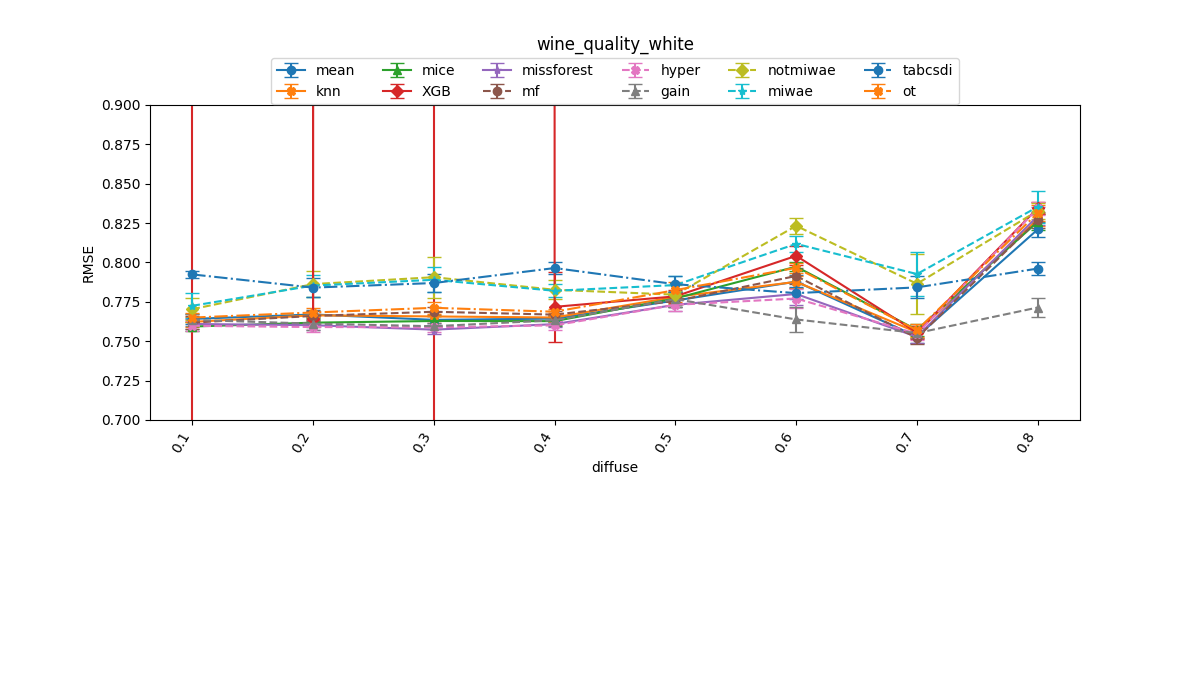 wine_quality_white
mean mice missforest hyper notmiwae tabcsdi
knn XGB mf gain miwae ot
0.900
0.875
0.850
0.825
0.800
0.775
0.750
0.725
0.700
RMSE
0.1 0.2 0.3 0.4 0.5 0.6 0.7 0.8
diffuse